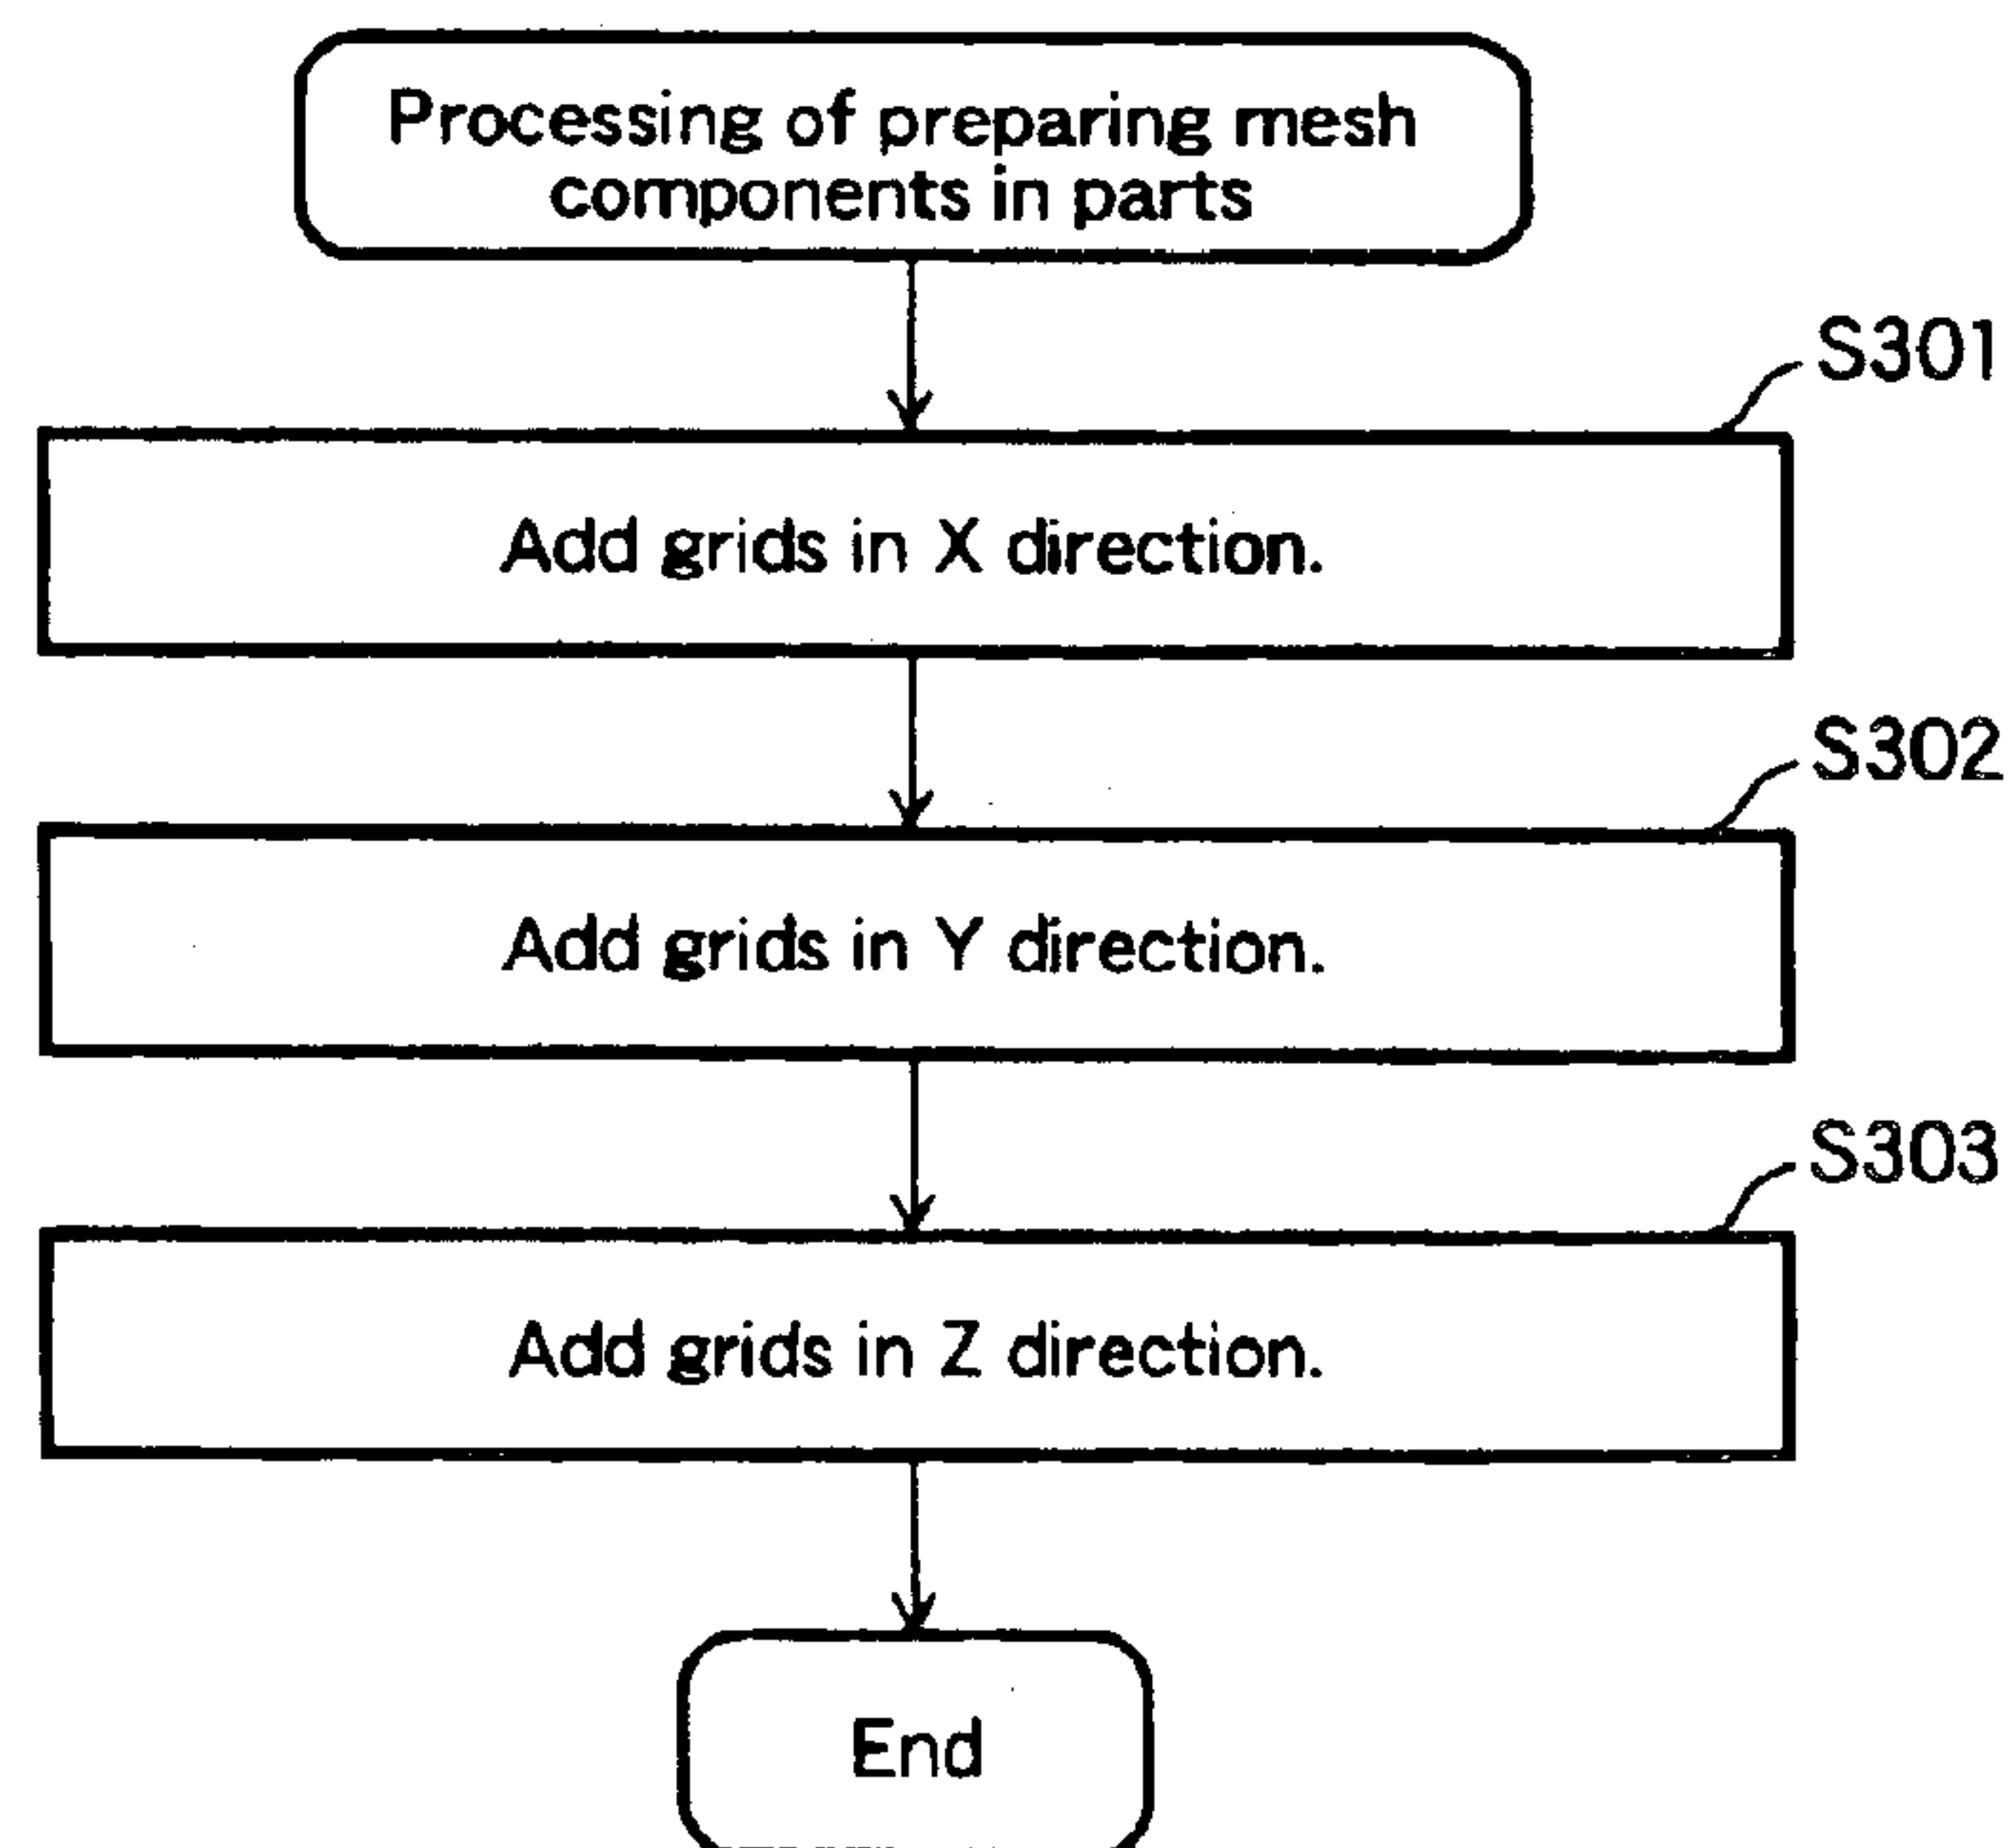 Processing of preparing mesh
components in parts
S301
Add grids in X direction.
S302
Add grids in Y direction.
S303
Add grids in Z direction.
End